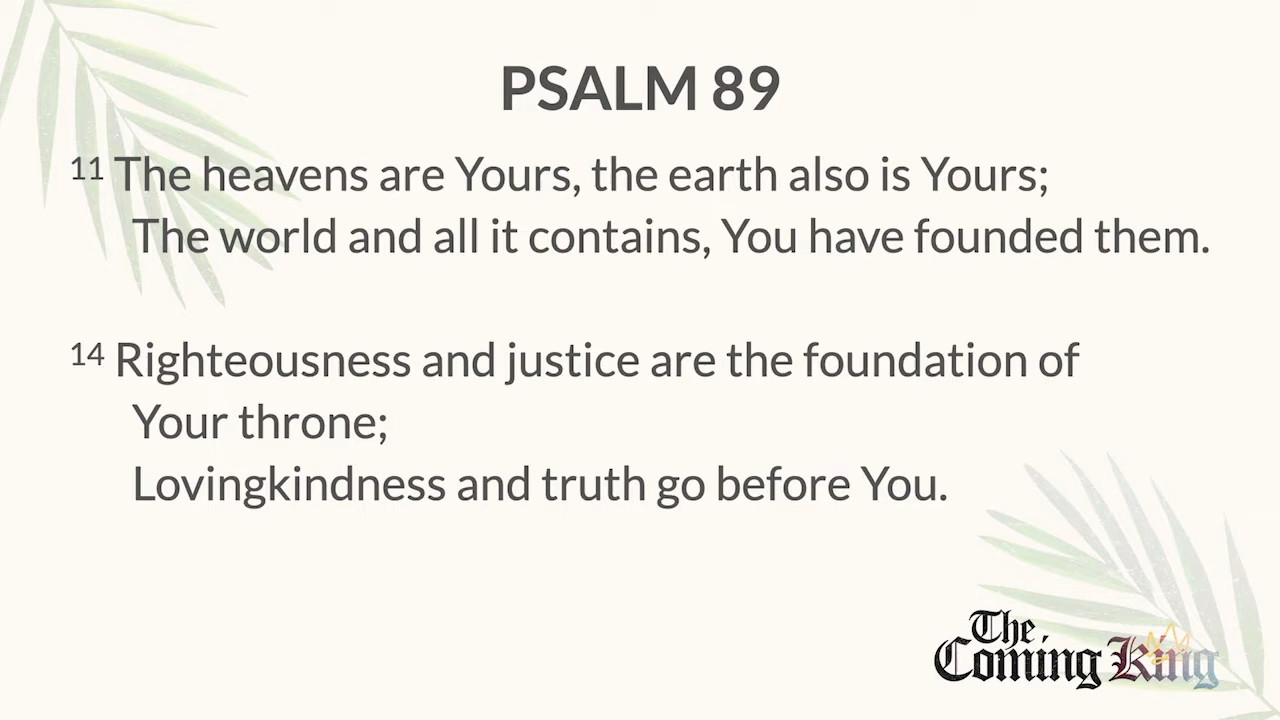 PSALM 89
11 The heavens are Yours, the earth also is Yours;
The world and all it contains, You have founded them.
14 Righteousness and justice are the foundation of
Your throne;
Lovingkindness and truth go before You.
The
Coming King